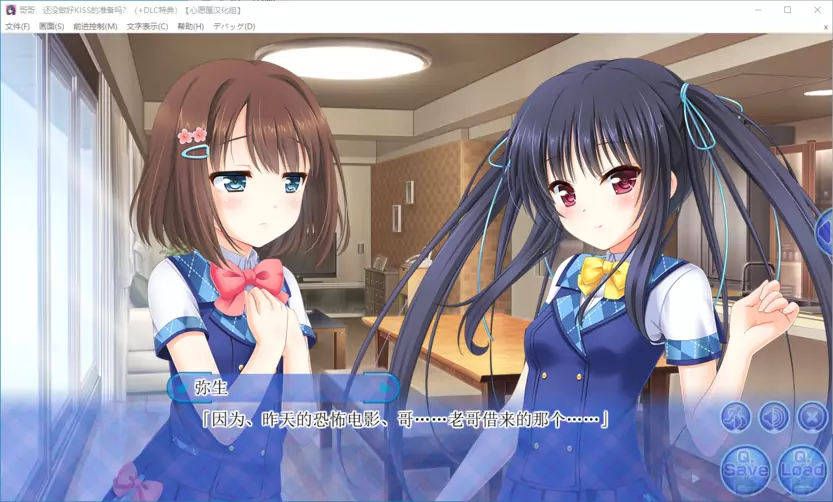 哥哥，还没做好KISS的准备吗？（+DLC特典）【心愿屋汉化组】
文件(F) 画面(S) 前进控制(M) 文字表示(C) 帮助(H) デバッグ(D)
弥生
「因为、昨天的恐怖电影、哥……老哥借来的那个……」
Q. Save Q. Load